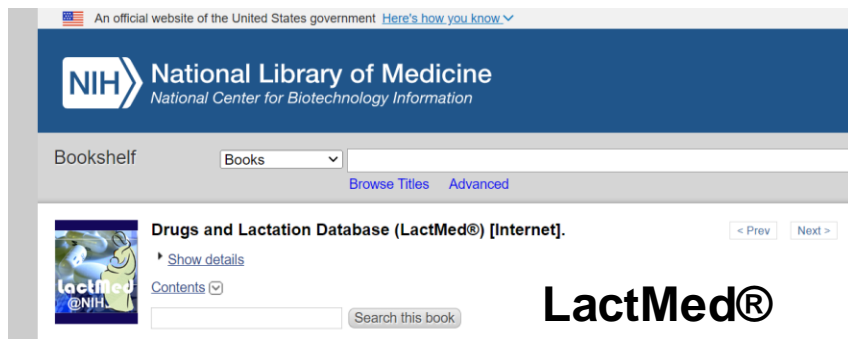 An official website of the United States government Here's how you know
NIH National Library of Medicine
National Center for Biotechnology Information
Bookshelf Books
Browse Titles Advanced
Drugs and Lactation Database (LactMed®) [Internet].
< Prev Next >
Show details
LactMed
@NIH
Contents
Search this book
LactMed®